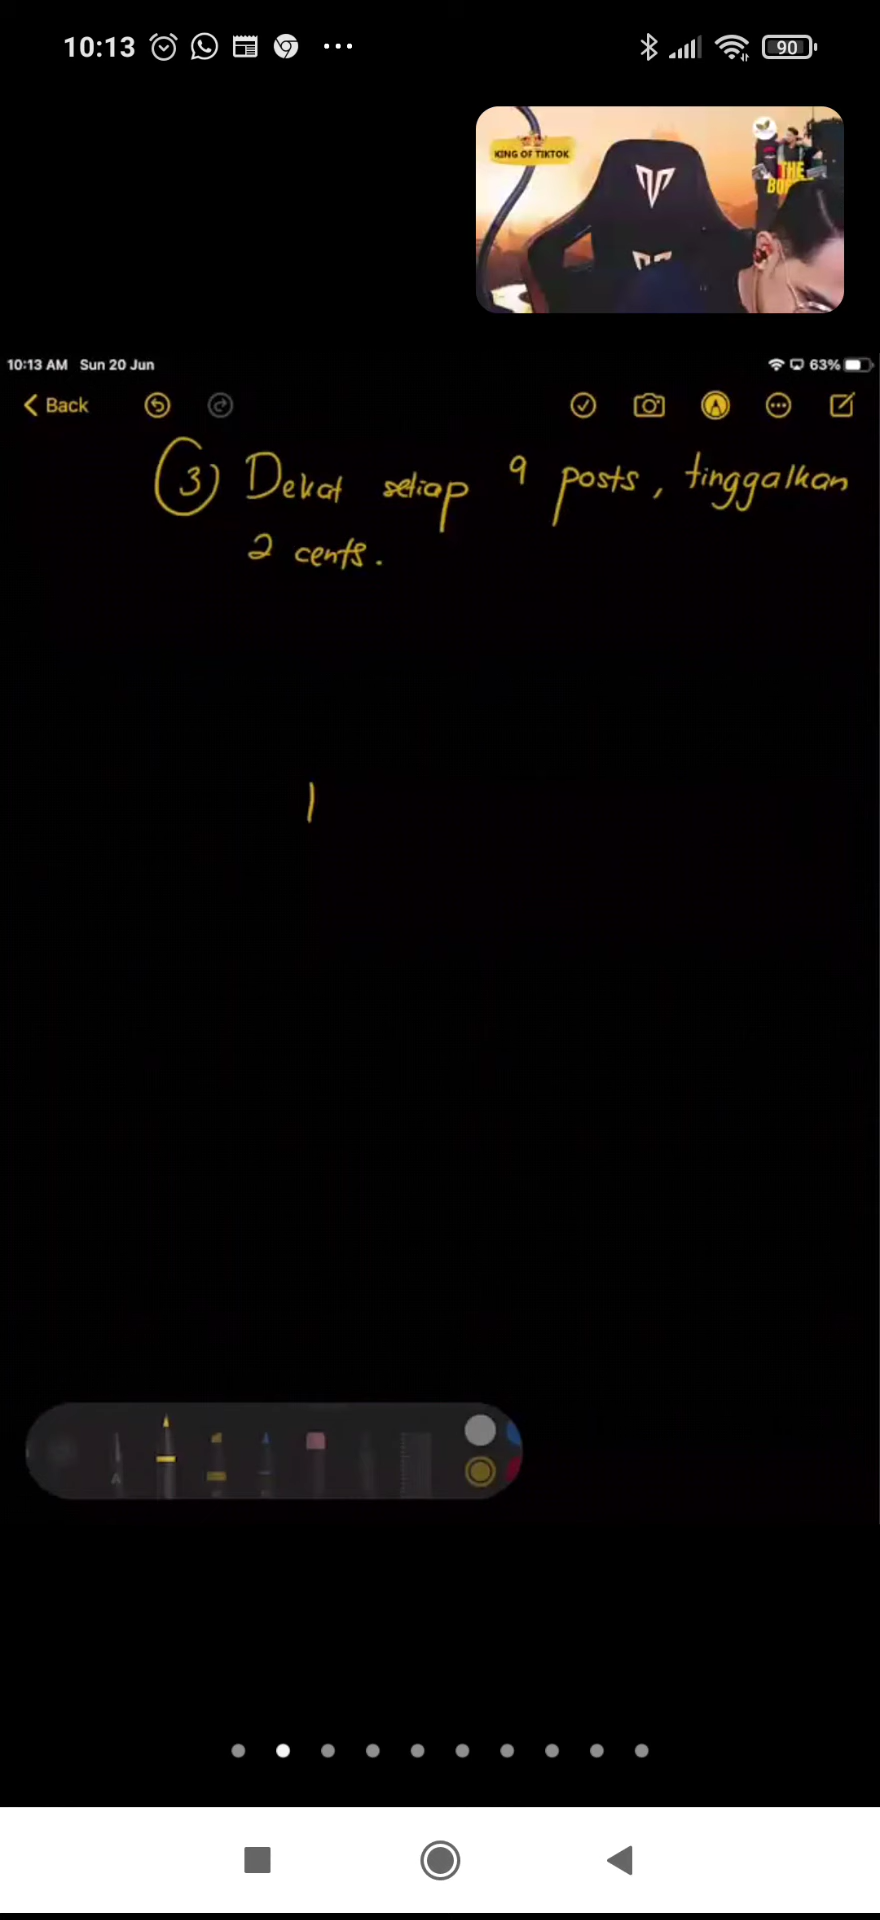 10:13
90
KING OF TIKTOK
THE
10:13 AM Sun 20 Jun
63%
Back
3 Dekat setiap 9 posts, tinggalkan
2 cents.